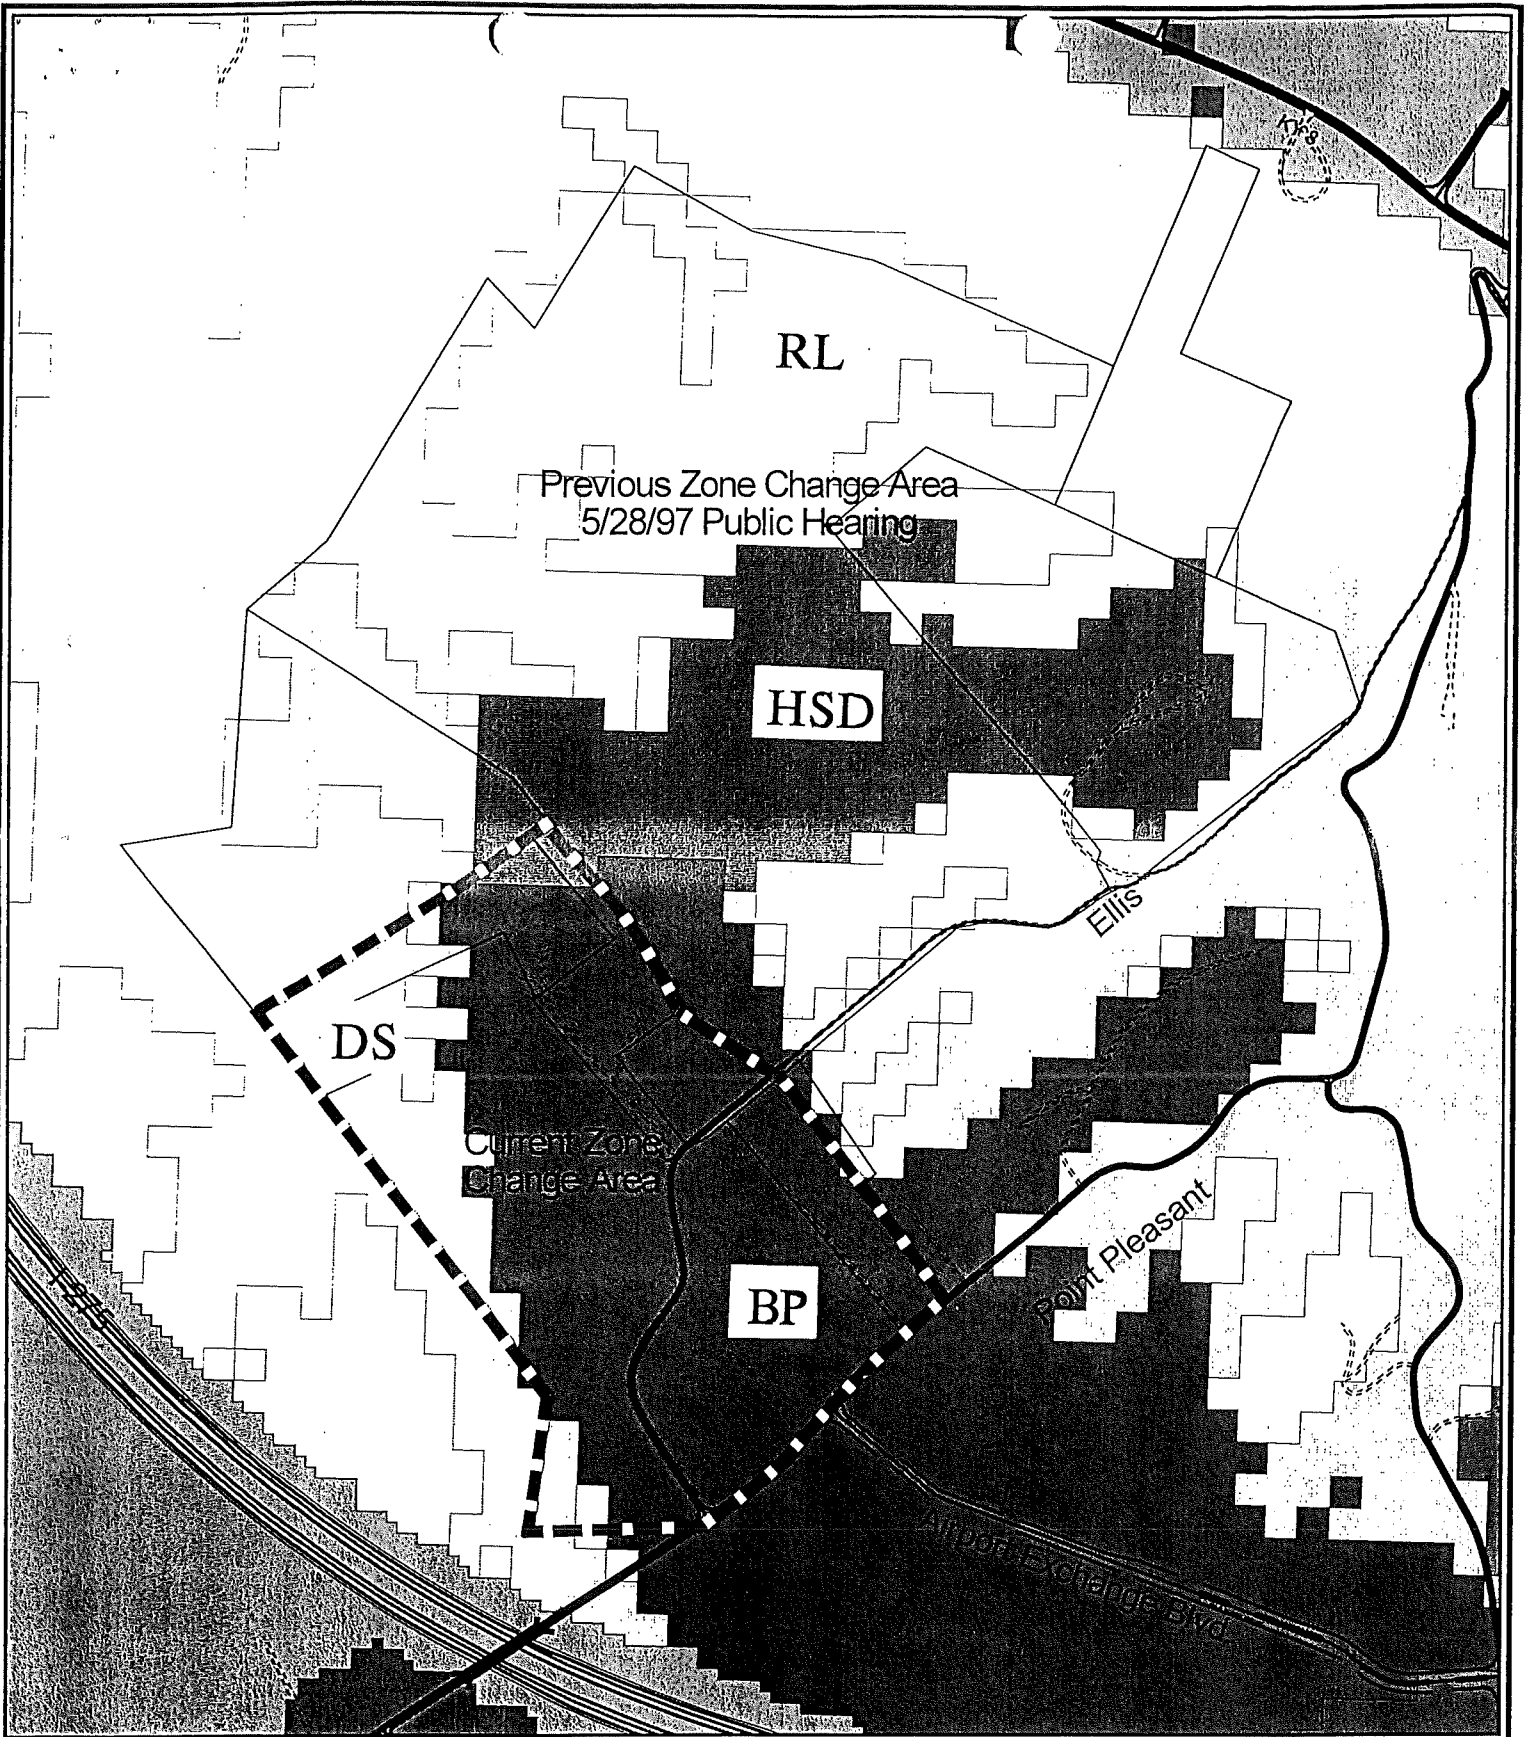 KY 8
RL
Previous Zone Change Area
5/28/97 Public Hearing
HSD
Ellis
DS
Current Zone
Change Area
Point Pleasant
I-275
BP
Airport Exchange Blvd